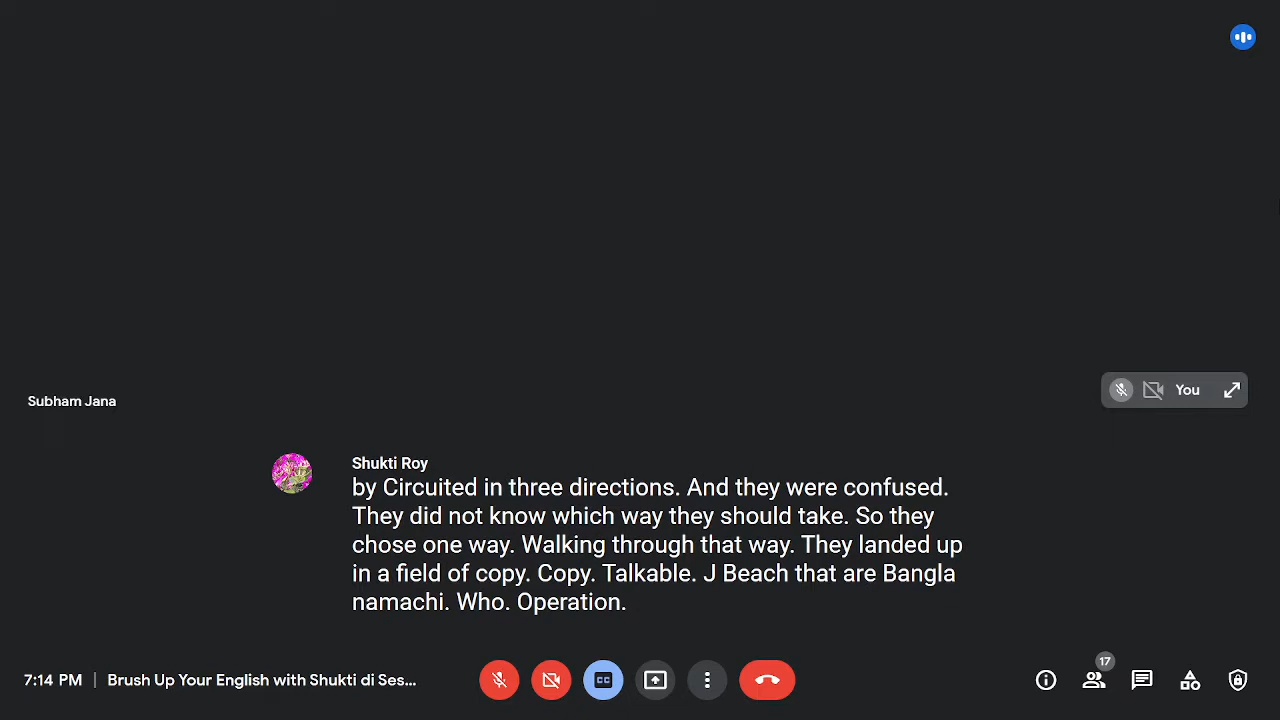 Subham Jana
You
Shukti Roy
by Circuited in three directions. And they were confused.
They did not know which way they should take. So they
chose one way. Walking through that way. They landed up
in a field of copy. Copy. Talkable. J Beach that are Bangla
namachi. Who. Operation.
17
7:14 PM | Brush Up Your English with Shukti di Ses...
CC